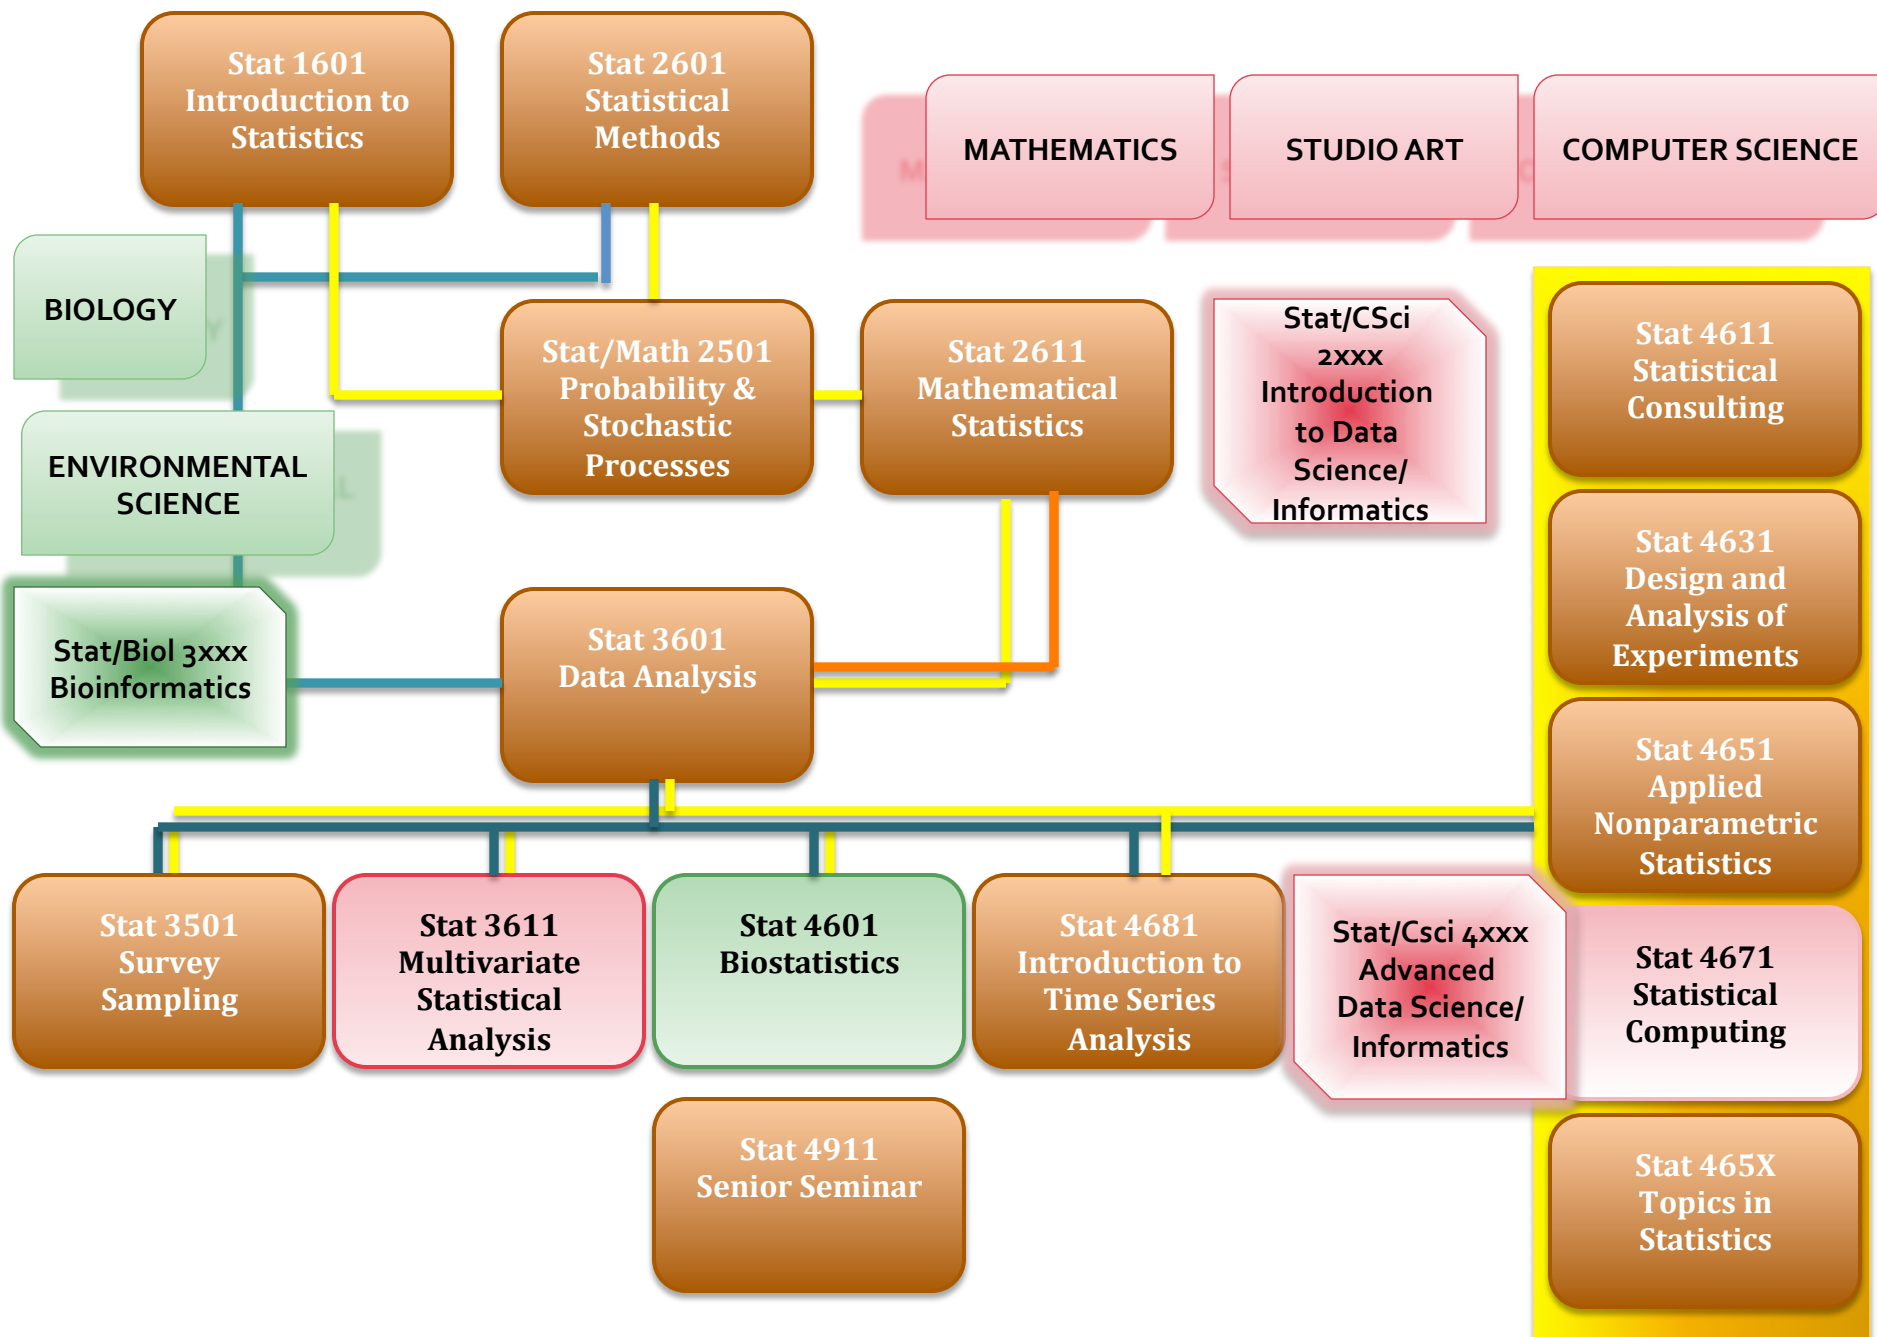 Stat 1601
Introduction to
Statistics
Stat 2601
Statistical
Methods
MATHEMATICS
STUDIO ART
COMPUTER SCIENCE
BIOLOGY
ENVIRONMENTAL
SCIENCE
Stat/Math 2501
Probability &
Stochastic
Processes
Stat 2611
Mathematical
Statistics
Stat/CSci
2xxx
Introduction
to Data
Science/
Informatics
Stat 4611
Statistical
Consulting
Stat 4631
Design and
Analysis of
Experiments
Stat/Biol 3xxx
Bioinformatics
Stat 3601
Data Analysis
Stat 4651
Applied
Nonparametric
Statistics
Stat 3501
Survey
Sampling
Stat 3611
Multivariate
Statistical
Analysis
Stat 4601
Biostatistics
Stat 4681
Introduction to
Time Series
Analysis
Stat/Csci 4xxx
Advanced
Data Science/
Informatics
Stat 4671
Statistical
Computing
Stat 4911
Senior Seminar
Stat 465X
Topics in
Statistics